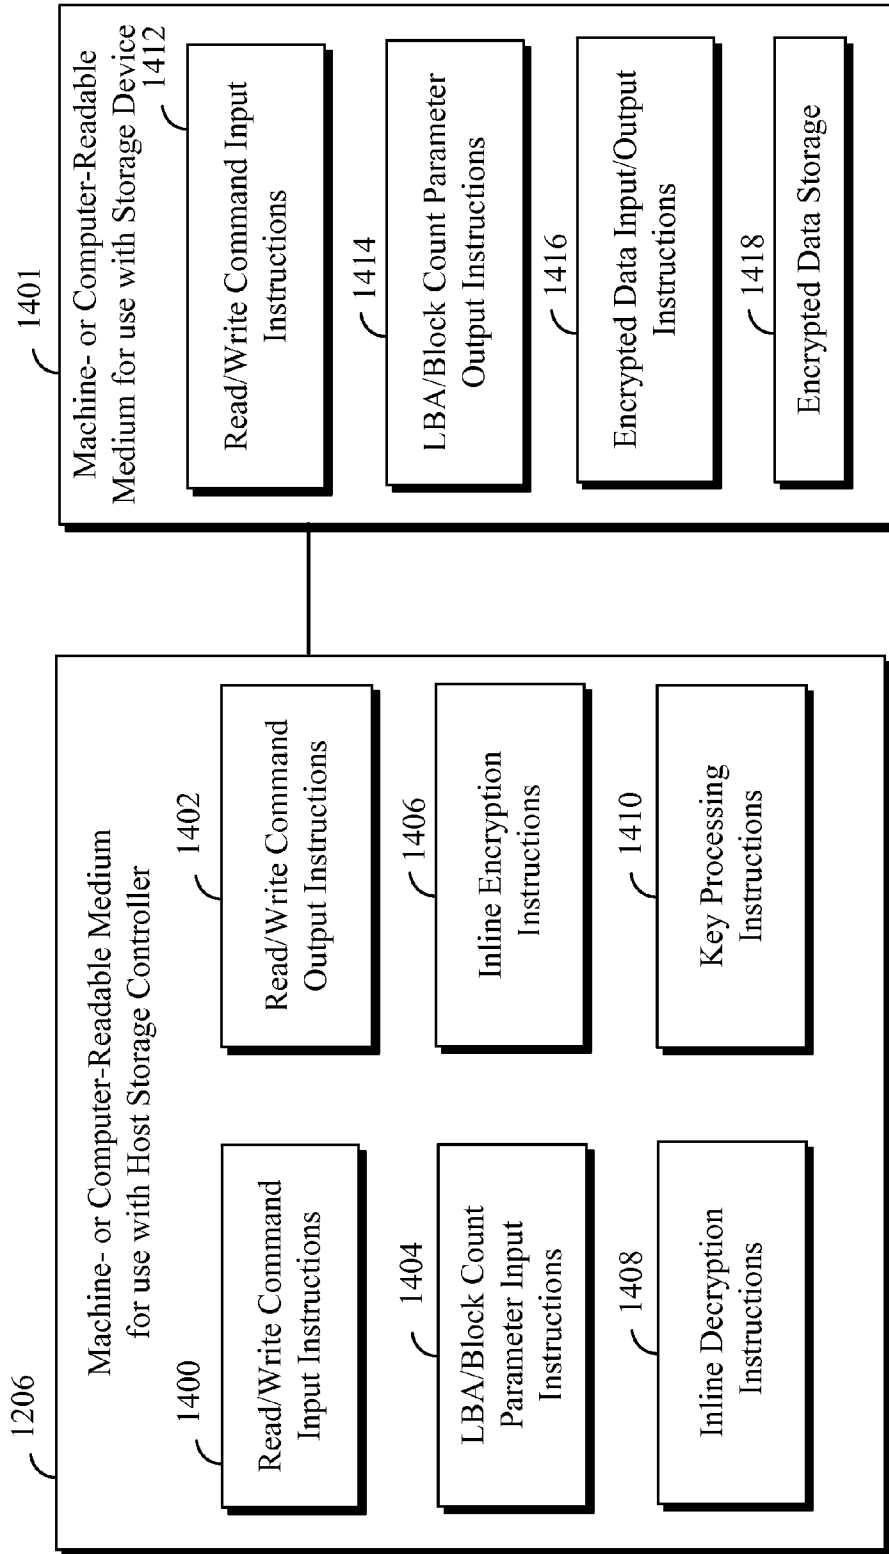 1206
Machine- or Computer-Readable Medium
for use with Host Storage Controller
1400
Read/Write Command
Input Instructions
1402
Read/Write Command
Output Instructions
1404
LBA/Block Count
Parameter Input
Instructions
1406
Inline Encryption
Instructions
1408
Inline Decryption
Instructions
1410
Key Processing
Instructions
1401
Machine- or Computer-Readable
Medium for use with Storage Device
1412
Read/Write Command Input
Instructions
1414
LBA/Block Count Parameter
Output Instructions
1416
Encrypted Data Input/Output
Instructions
1418
Encrypted Data Storage